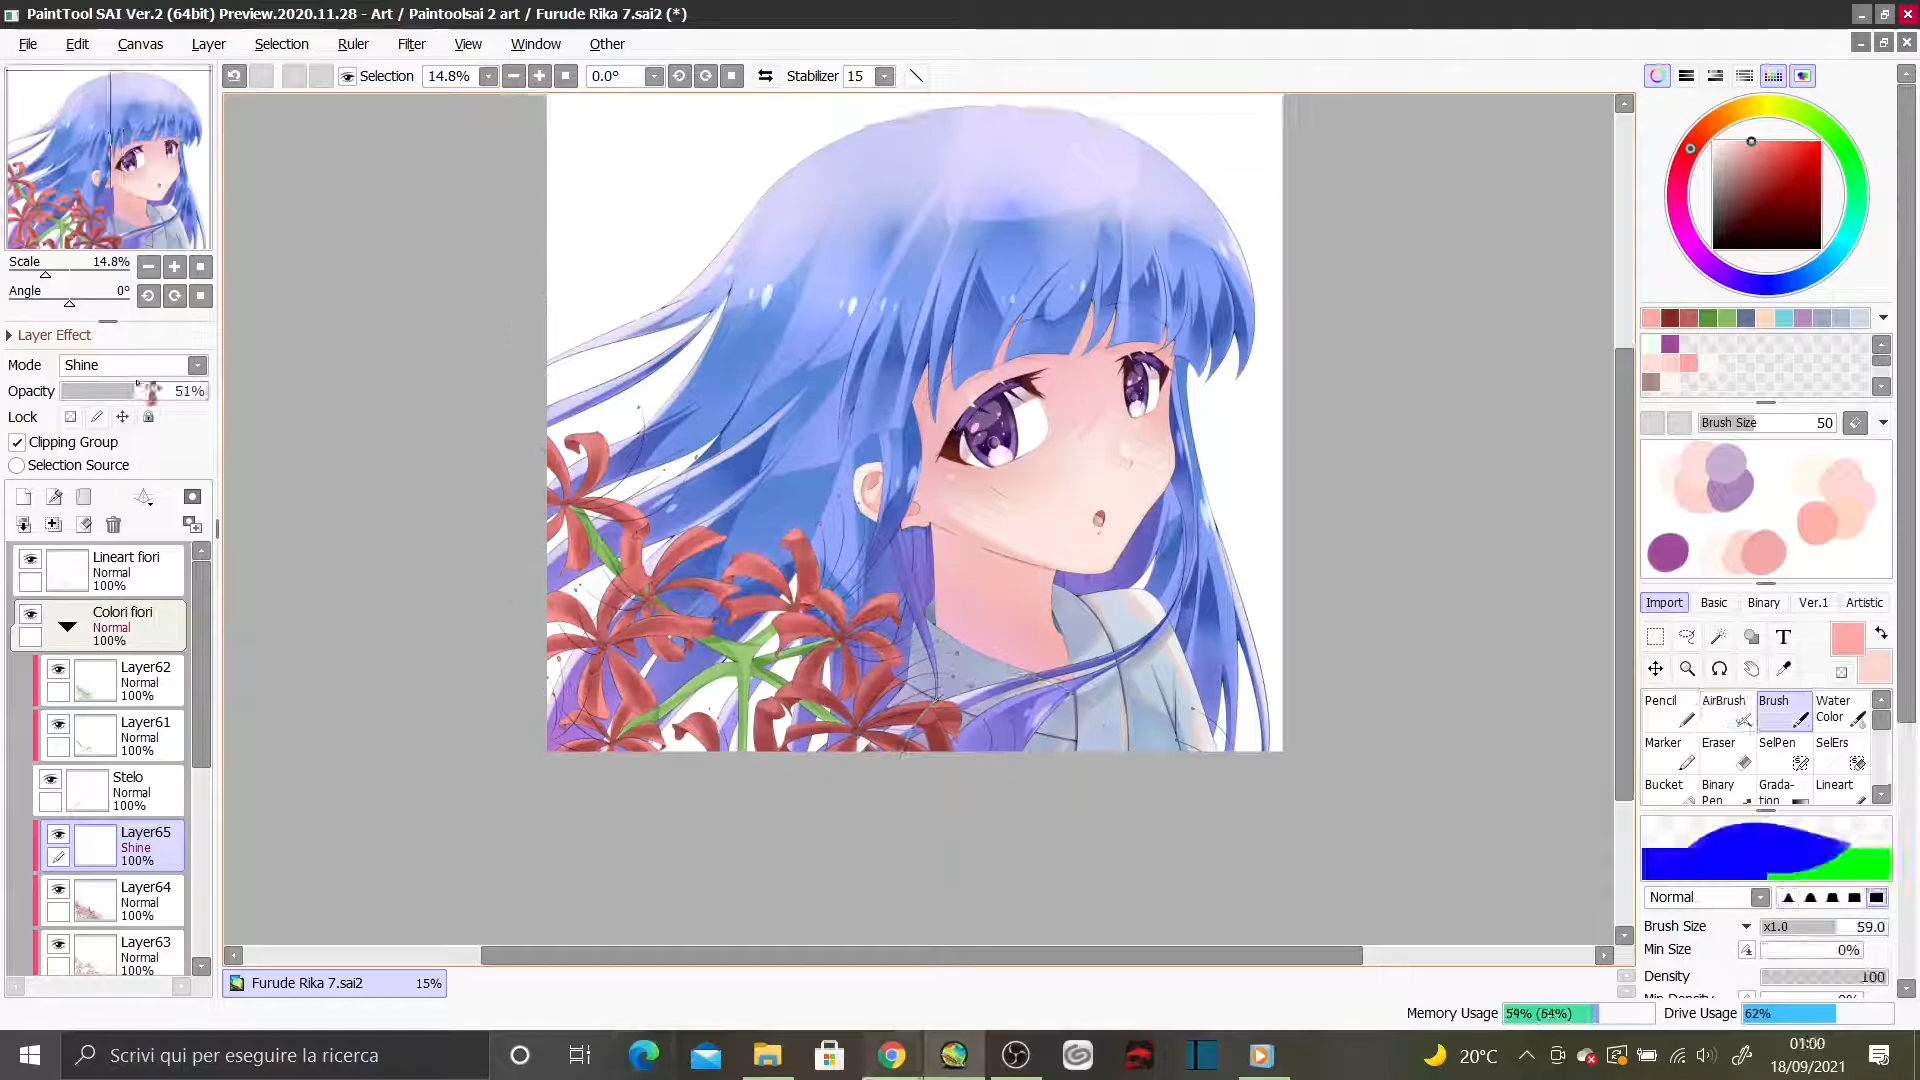 PaintTool SAI Ver.2 (64bit) Preview.2020.11.28 - Art / Paintoolsai 2 art / Furude Rika 7.sai2 (*)
File Edit Canvas Layer Selection Ruler Filter View Window Other
Selection 14.8% 0.0° Stabilizer 15
Scale 14.8%
Angle 0°
Layer Effect
Mode Shine
Opacity 51%
Lock
Clipping Group
Selection Source
Lineart fiori
Normal
100%
Colori fiori
Normal
100%
Layer62
Normal
100%
Layer61
Normal
100%
Stelo
Normal
100%
Layer65
Shine
100%
Layer64
Normal
100%
Layer63
Normal
100%
Furude Rika 7.sai2 15%
Brush Size 50
Import Basic Binary Ver.1 Artistic
T
Pencil AirBrush Brush Water Color
Marker Eraser SelPen SelErs
Bucket Binary Pen Grada-tion Lineart
Normal
Brush Size x1.0 59.0
Min Size 0%
Density 100
Min Density 0%
Memory Usage 59% (64%) Drive Usage 62%
Scrivi qui per eseguire la ricerca
20°C
01:00
18/09/2021